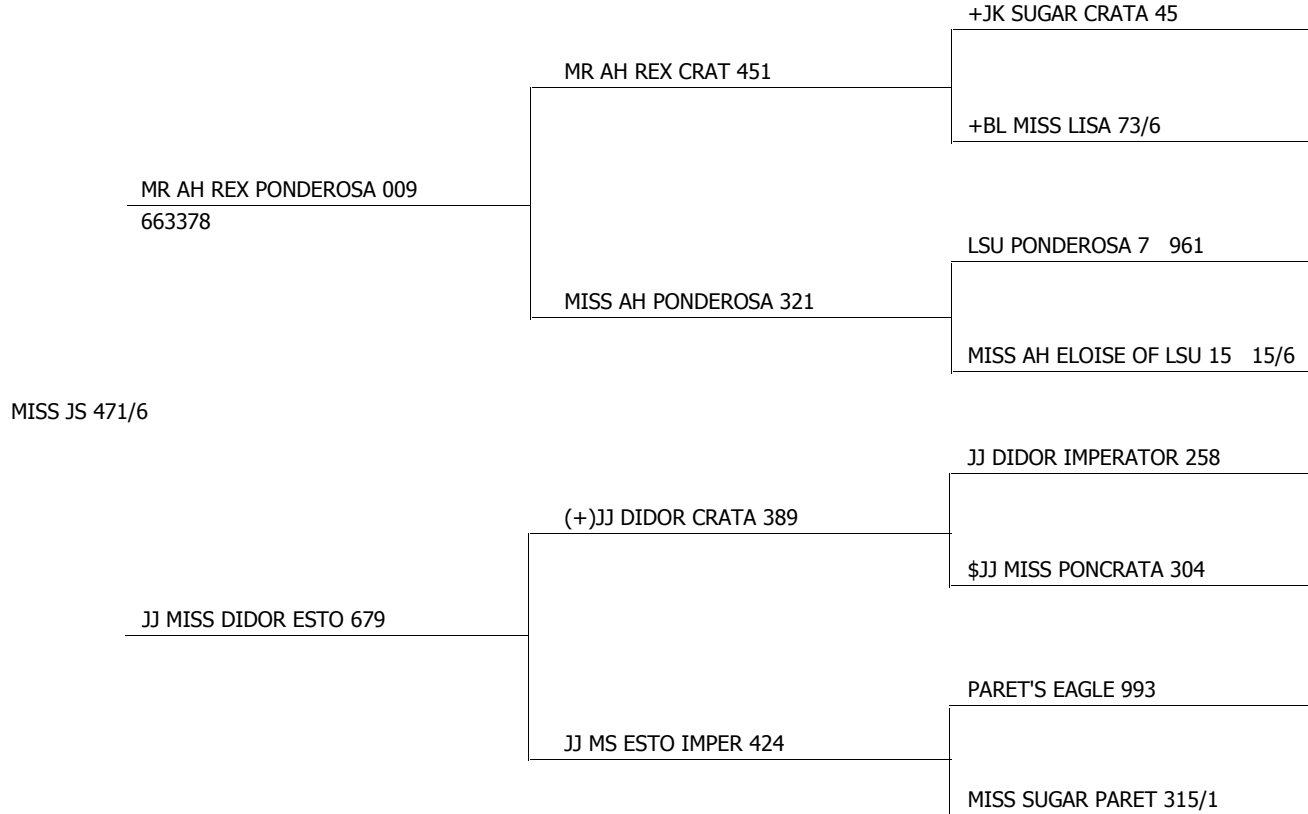 +JK SUGAR CRATA 45
MR AH REX CRAT 451
+BL MISS LISA 73/6
MR AH REX PONDEROSA 009
663378
LSU PONDEROSA 7 961
MISS AH PONDEROSA 321
MISS AH ELOISE OF LSU 15 15/6
MISS JS 471/6
JJ DIDOR IMPERATOR 258
(+)JJ DIDOR CRATA 389
$JJ MISS PONCRATA 304
JJ MISS DIDOR ESTO 679
PARET'S EAGLE 993
JJ MS ESTO IMPER 424
MISS SUGAR PARET 315/1